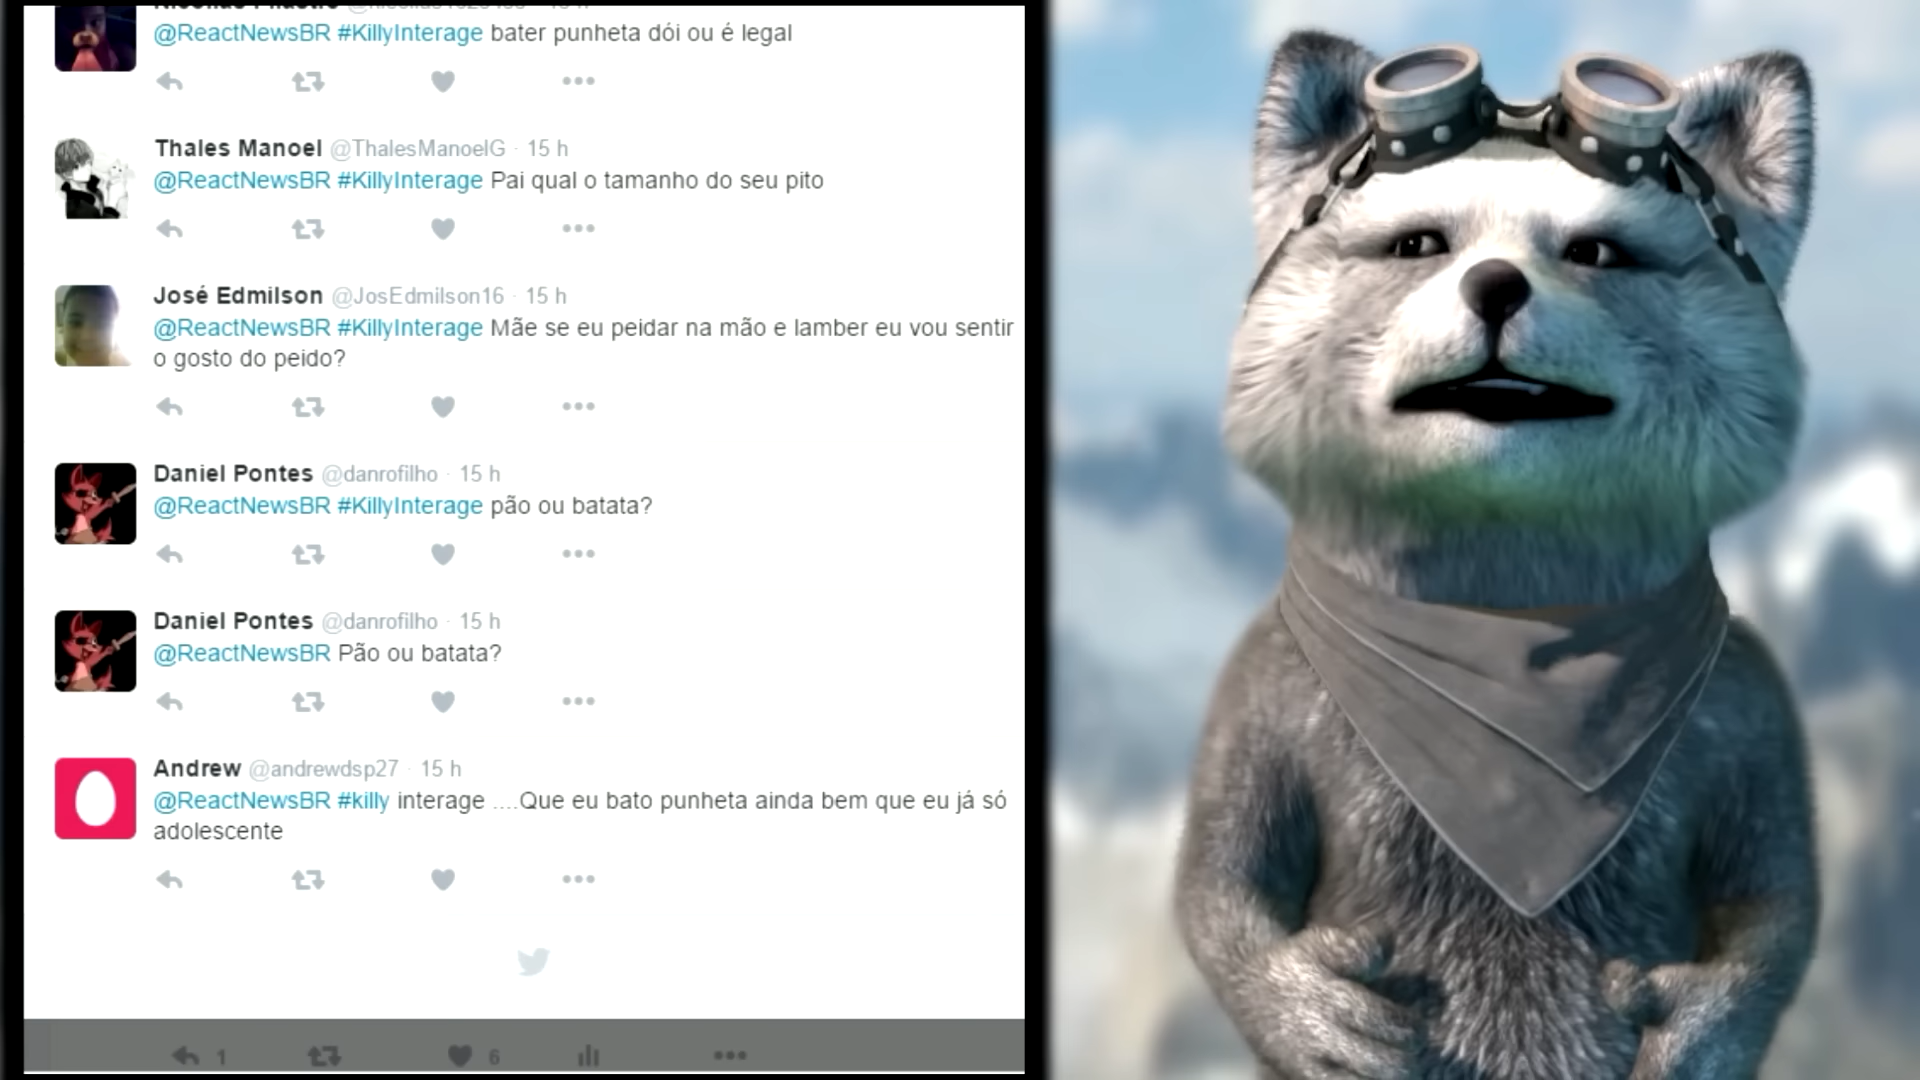 @ReactNewsBR #KillyInterage bater punheta dói ou é legal
Thales Manoel @ThalesManoelG · 15 h
@ReactNewsBR #KillyInterage Pai qual o tamanho do seu pito
José Edmilson @JosEdmilson16 · 15 h
@ReactNewsBR #KillyInterage Mãe se eu peidar na mão e lamber eu vou sentir
o gosto do peido?
Daniel Pontes @danrofilho · 15 h
@ReactNewsBR #KillyInterage pão ou batata?
Daniel Pontes @danrofilho · 15 h
@ReactNewsBR Pão ou batata?
Andrew @andrewdsp27 · 15 h
@ReactNewsBR #killy interage ....Que eu bato punheta ainda bem que eu já só
adolescente
1 6